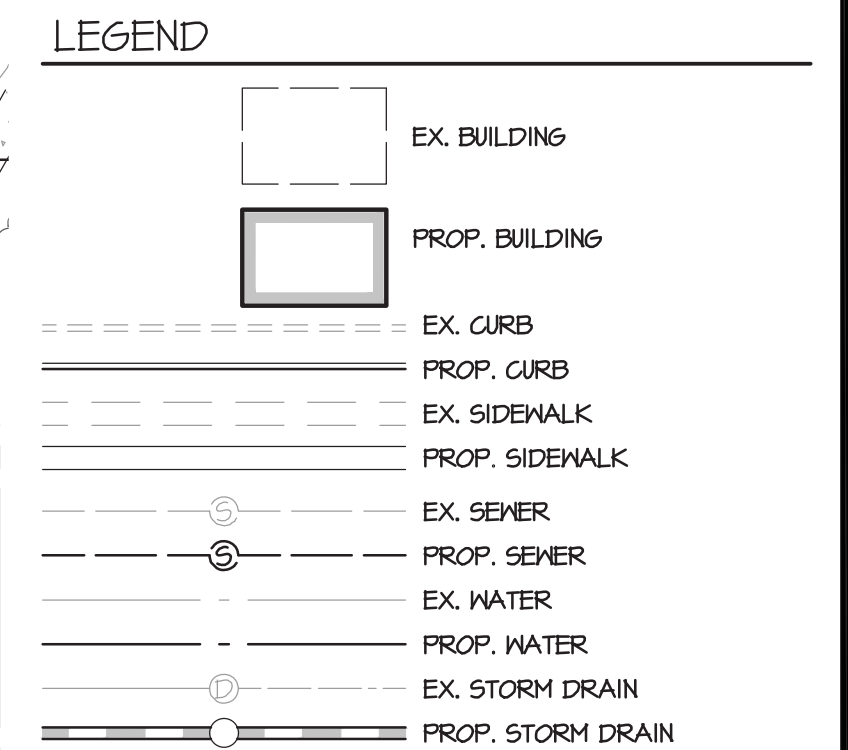 LEGEND
EX. BUILDING
PROP. BUILDING
EX. CURB
PROP. CURB
EX. SIDEWALK
PROP. SIDEWALK
S EX. SEWER
S PROP. SEWER
EX. WATER
PROP. WATER
D EX. STORM DRAIN
PROP. STORM DRAIN